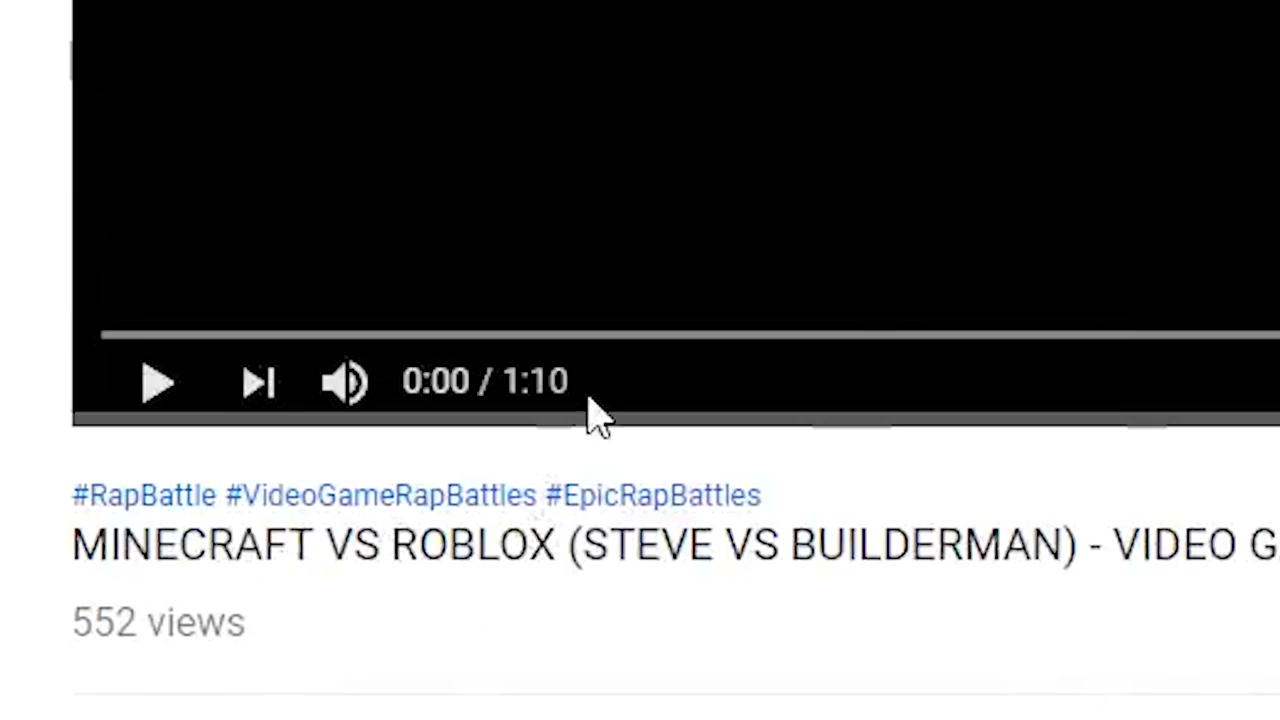 0:00 / 1:10
#RapBattle #VideoGameRapBattles #EpicRapBattles
MINECRAFT VS ROBLOX (STEVE VS BUILDERMAN) - VIDEO G
552 views